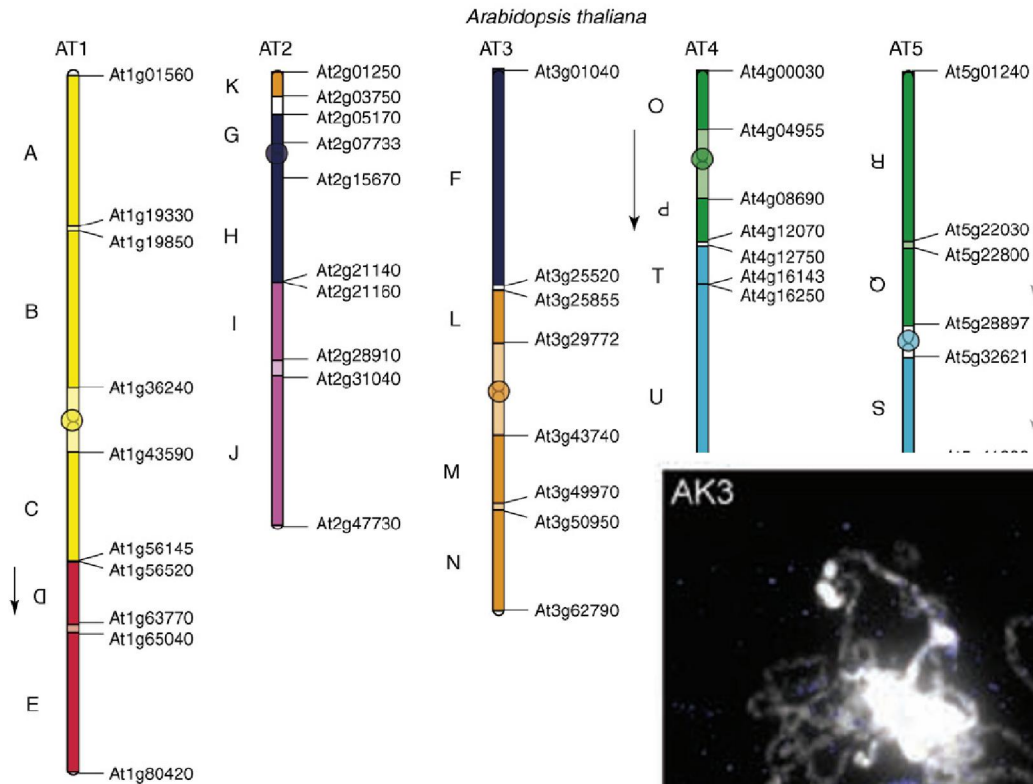 Arabidopsis thaliana
AT1
At1g01560
A
At1g19330
At1g19850
B
At1g36240
At1g43590
C
At1g56145
At1g56520
D
At1g63770
At1g65040
E
At1g80420
AT2
K
At2g01250
At2g03750
At2g05170
G
At2g07733
At2g15670
H
At2g21140
At2g21160
I
At2g28910
At2g31040
J
At2g47730
AT3
At3g01040
F
At3g25520
At3g25855
L
At3g29772
At3g43740
M
At3g49970
At3g50950
N
At3g62790
AT4
At4g00030
O
At4g04955
At4g08690
P
At4g12070
At4g12750
T
At4g16143
At4g16250
U
AT5
At5g01240
R
At5g22030
At5g22800
Q
At5g28897
At5g32621
S
AK3